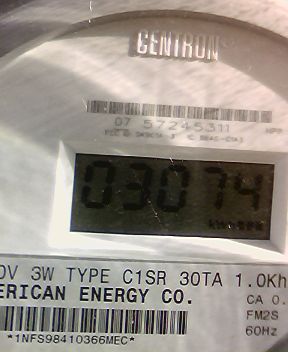 CENTRON
07 57245311
03074
0V 3W TYPE C1SR 30TA 1.0Kh
ERICAN ENERGY CO.
CA 0.
FM2S
60Hz
*1NFS98410366MEC*